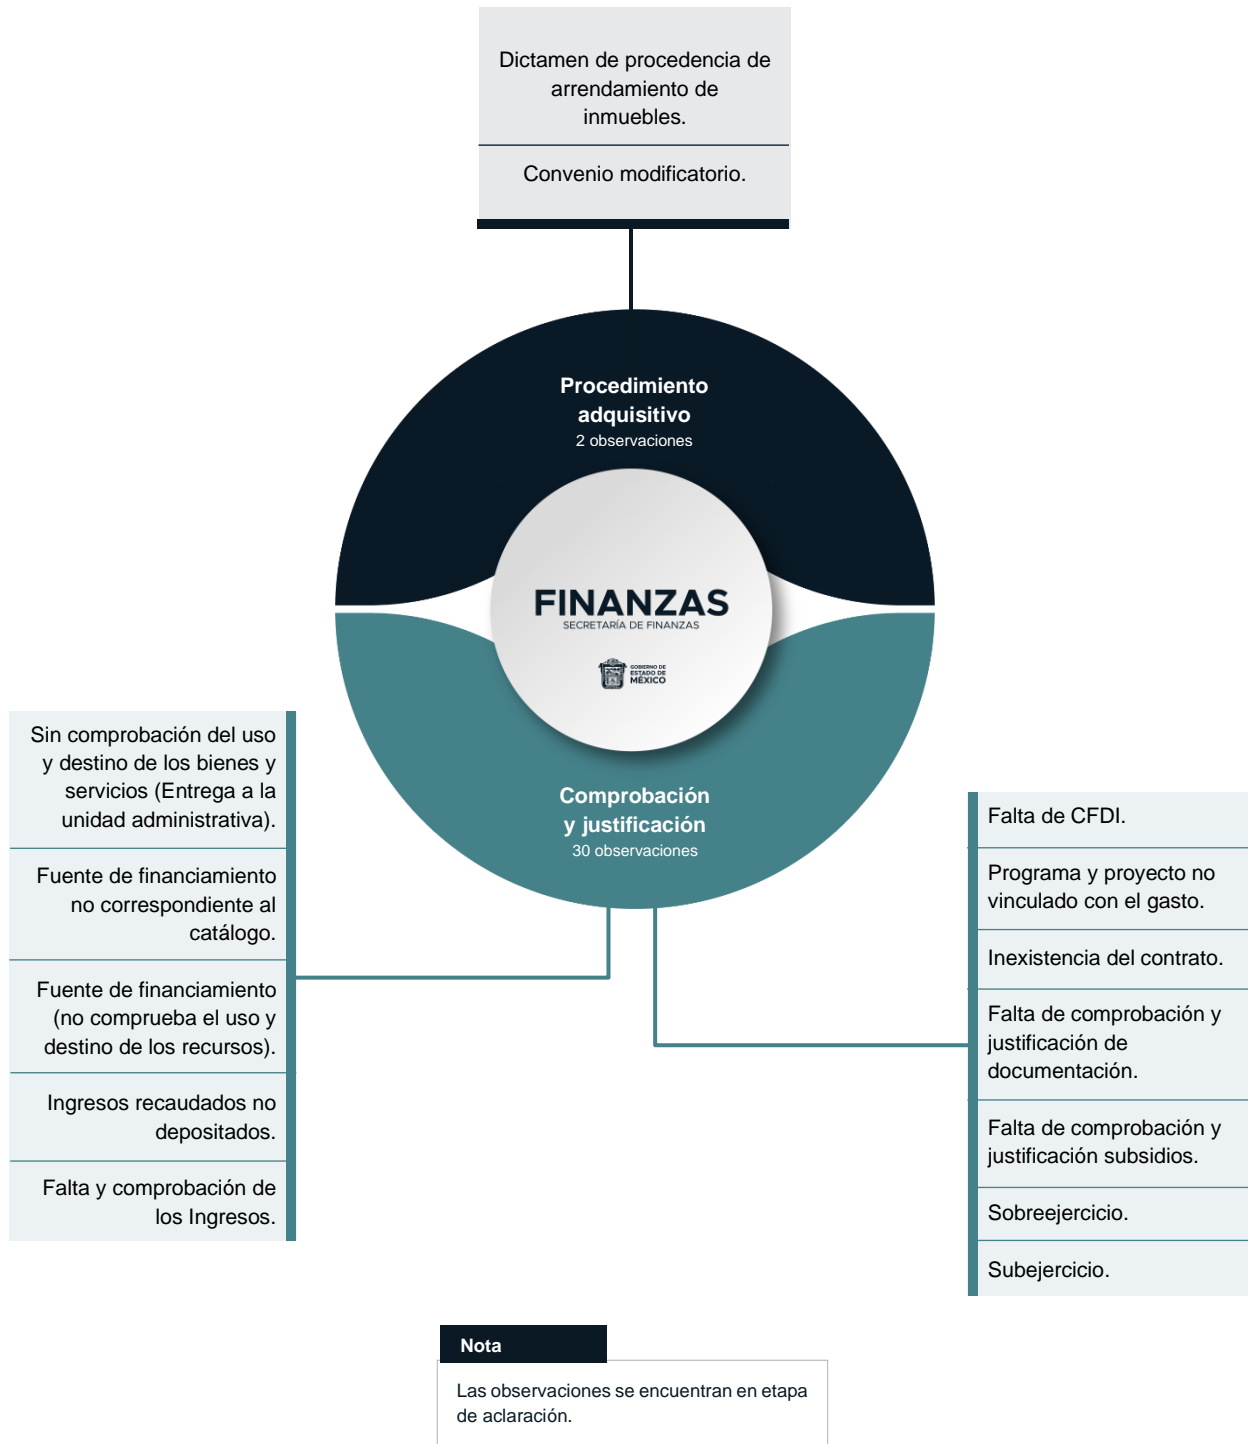 Dictamen de procedencia de
arrendamiento de
inmuebles.
Convenio modificatorio.
Procedimiento
adquisitivo
2 observaciones
FINANZAS
SECRETARÍA DE FINANZAS
GOBIERNO DE
ESTADO DE
MÉXICO
Comprobación
y justificación
30 observaciones
Sin comprobación del uso
y destino de los bienes y
servicios (Entrega a la
unidad administrativa).
Fuente de financiamiento
no correspondiente al
catálogo.
Fuente de financiamiento
(no comprueba el uso y
destino de los recursos).
Ingresos recaudados no
depositados.
Falta y comprobación de
los Ingresos.
Falta de CFDI.
Programa y proyecto no
vinculado con el gasto.
Inexistencia del contrato.
Falta de comprobación y
justificación de
documentación.
Falta de comprobación y
justificación subsidios.
Sobreejercicio.
Subejercicio.
Nota
Las observaciones se encuentran en etapa
de aclaración.